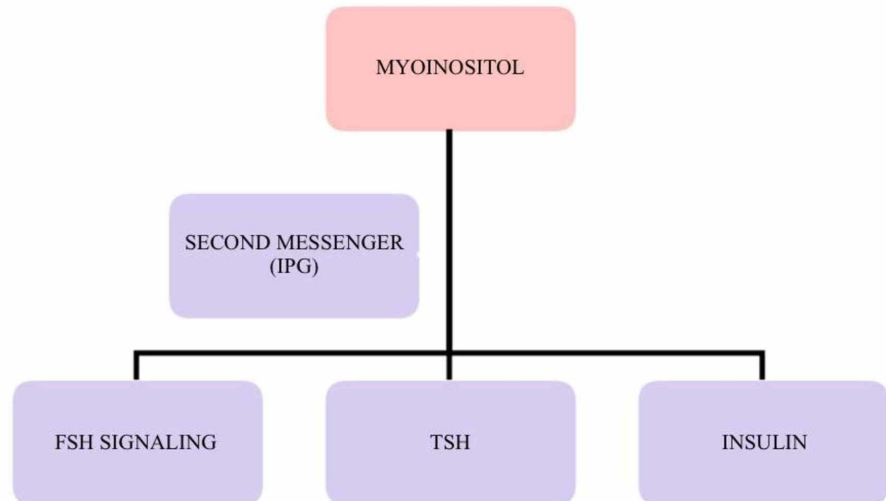 MYOINOSITOL
SECOND MESSENGER
(IPG)
FSH SIGNALING
TSH
INSULIN